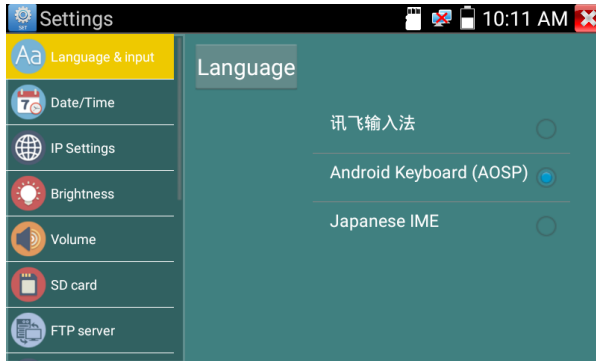 Settings
10:11 AM
SET
Language & input
Language
Date/Time
IP Settings
Brightness
Volume
SD card
FTP server
讯飞输入法
Android Keyboard (AOSP)
Japanese IME